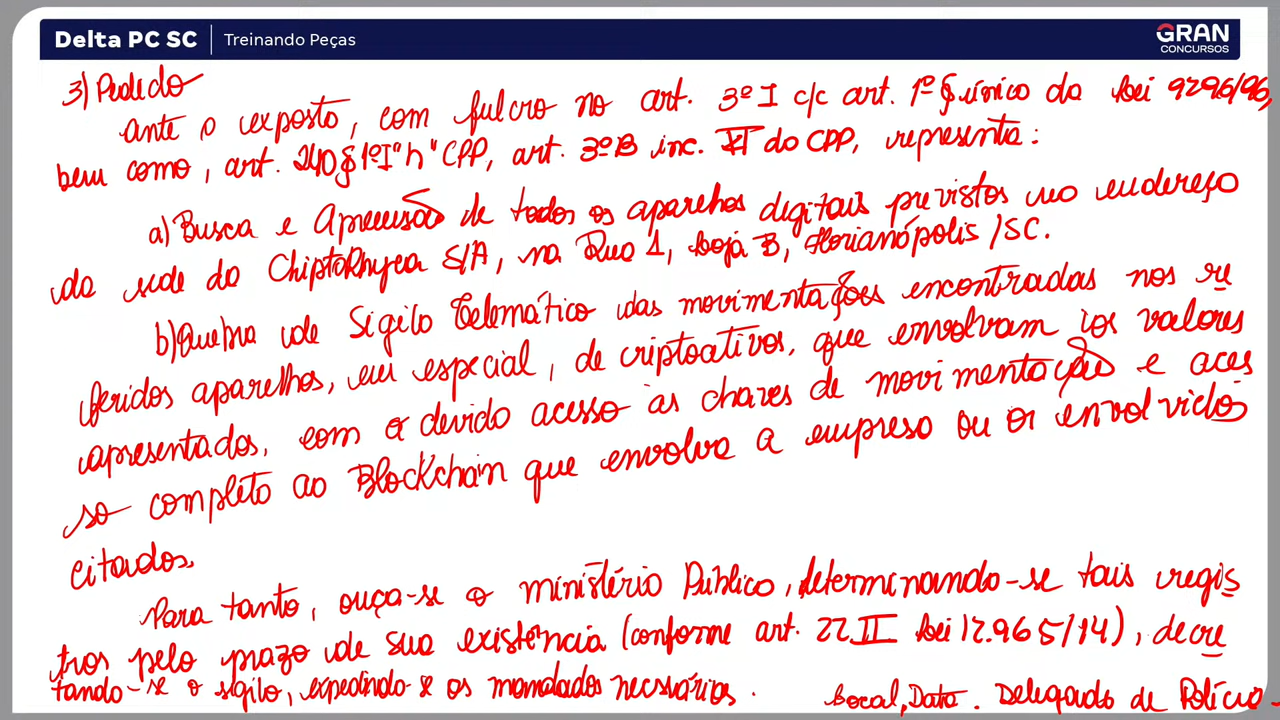 Delta PC SC | Treinando Peças
GRAN
CONCURSOS
3) Pedido
Ante o exposto, com fulcro no art. 3º I c/c art. 1º § único da Lei 9296/96,
bem como, art. 240 § 1º I "h" CPP, art. 3º B inc. XI do CPP, representa:
a) Busca e Apreensão de todos os aparelhos digitais previstos no endereço
da sede da ChiptoRhyea S/A, na Rua 1, Loja B, Florianópolis/SC.
b) Quebra de Sigilo Telemático das movimentações encontradas nos re
feridos aparelhos, em especial, de criptoativos, que envolvam os valores
apresentados, com o devido acesso às chaves de movimentação e aces
so completo ao Blockchain que envolva a empresa ou os envolvidos
citados.
Para tanto, ouça-se o Ministério Público, determinando-se tais regis
tros pelo prazo de sua existência (conforme art. 22 II Lei 12.965/14), decre
tando-se o sigilo, expedindo-se os mandados necessários.
Local, Data. Delegado de Polícia